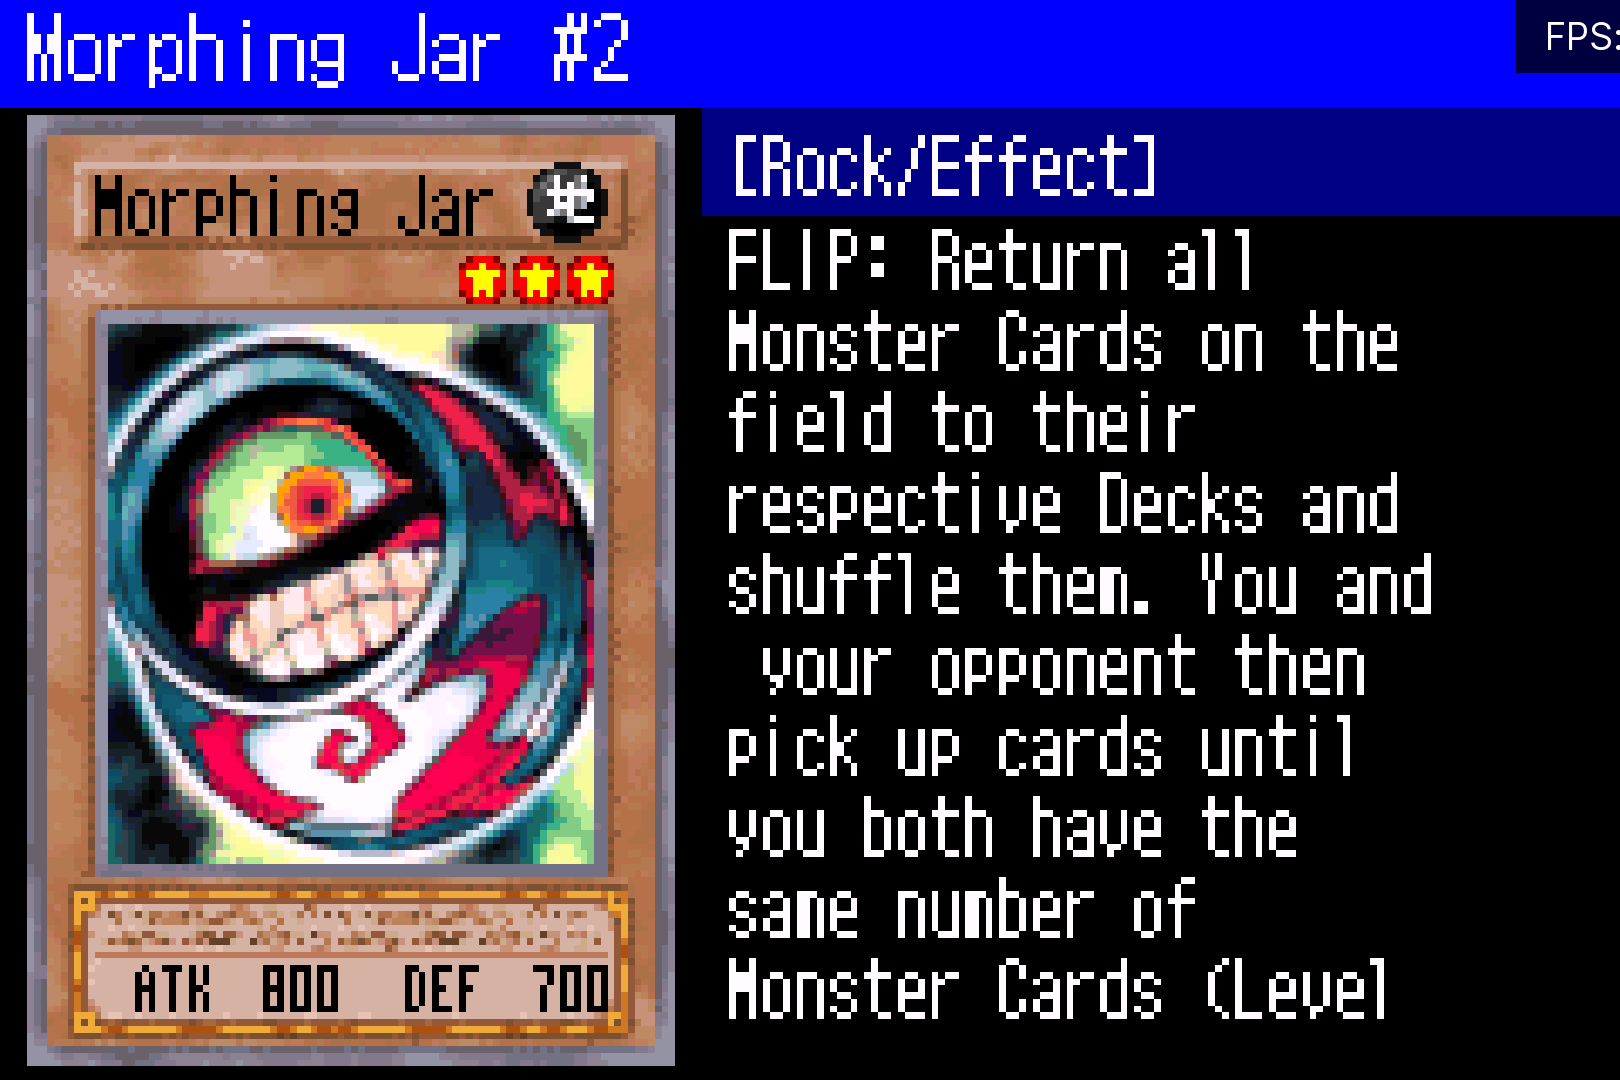 Morphing Jar #2
FPS:
Morphing Jar 地
[Rock/Effect]
FLIP: Return all
Monster Cards on the
field to their
respective Decks and
shuffle them. You and
your opponent then
pick up cards until
you both have the
same number of
Monster Cards (Level
ATK 800 DEF 700